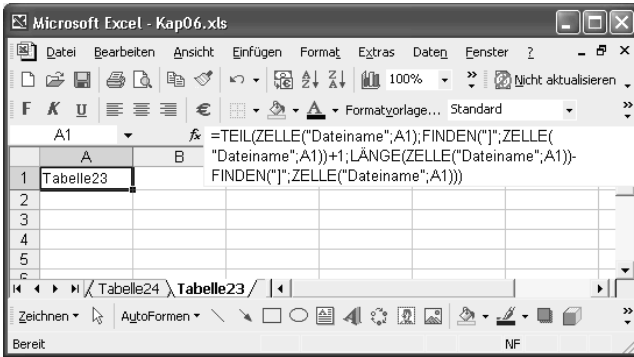 Microsoft Excel - Kap06.xls
Datei Bearbeiten Ansicht Einfügen Format Extras Daten Fenster ?
100% Nicht aktualisieren
F K U € A Formatvorlage... Standard
A1 fx =TEIL(ZELLE("Dateiname";A1);FINDEN("]";ZELLE(
"Dateiname";A1))+1;LÄNGE(ZELLE("Dateiname";A1))-
FINDEN("]";ZELLE("Dateiname";A1)))
A B
1 Tabelle23
2
3
4
5
6
Tabelle24 Tabelle23
Zeichnen AutoFormen
Bereit NF